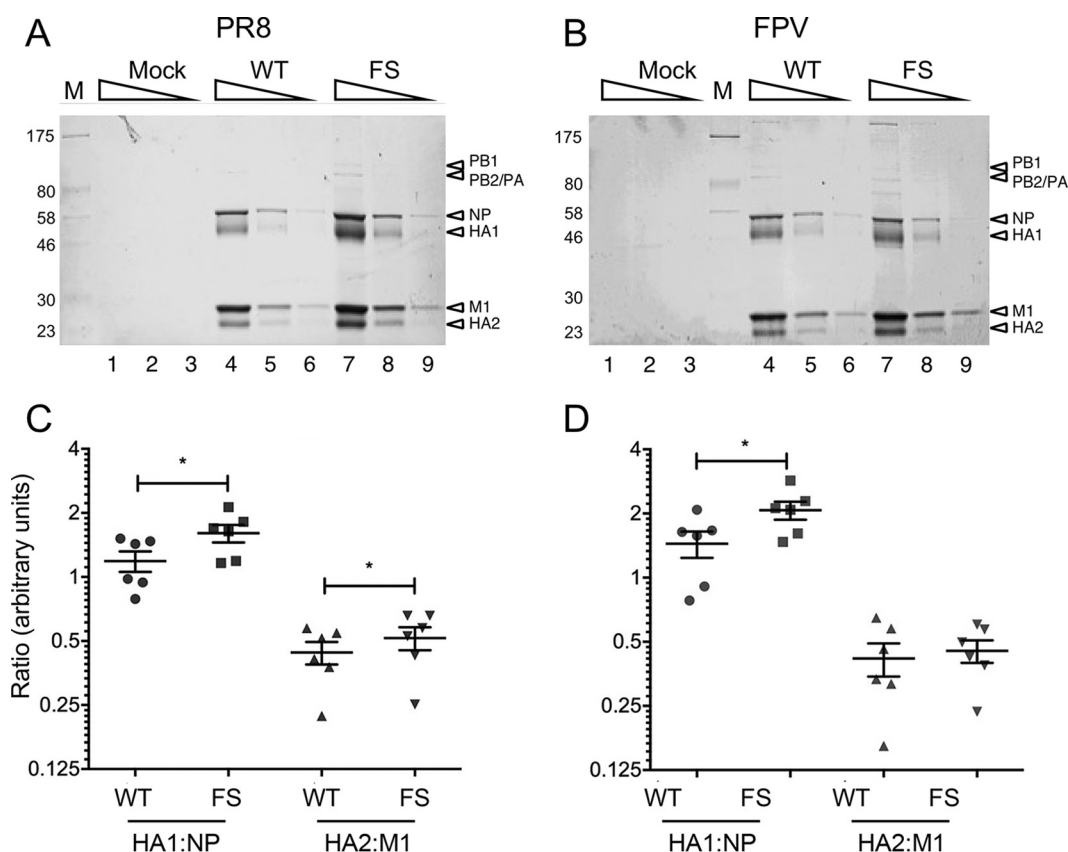 A PR8
Mock WT FS
M
175
80
58
46
30
23
PB1
PB2/PA
NP
HA1
M1
HA2
1 2 3 4 5 6 7 8 9
B FPV
Mock M WT FS
175
80
58
46
30
23
PB1
PB2/PA
NP
HA1
M1
HA2
1 2 3 4 5 6 7 8 9
C
Ratio (arbitrary units)
4
2
1
0.5
0.25
0.125
*
*
WT FS WT FS
HA1:NP HA2:M1
D
4
2
1
0.5
0.25
0.125
*
WT FS WT FS
HA1:NP HA2:M1